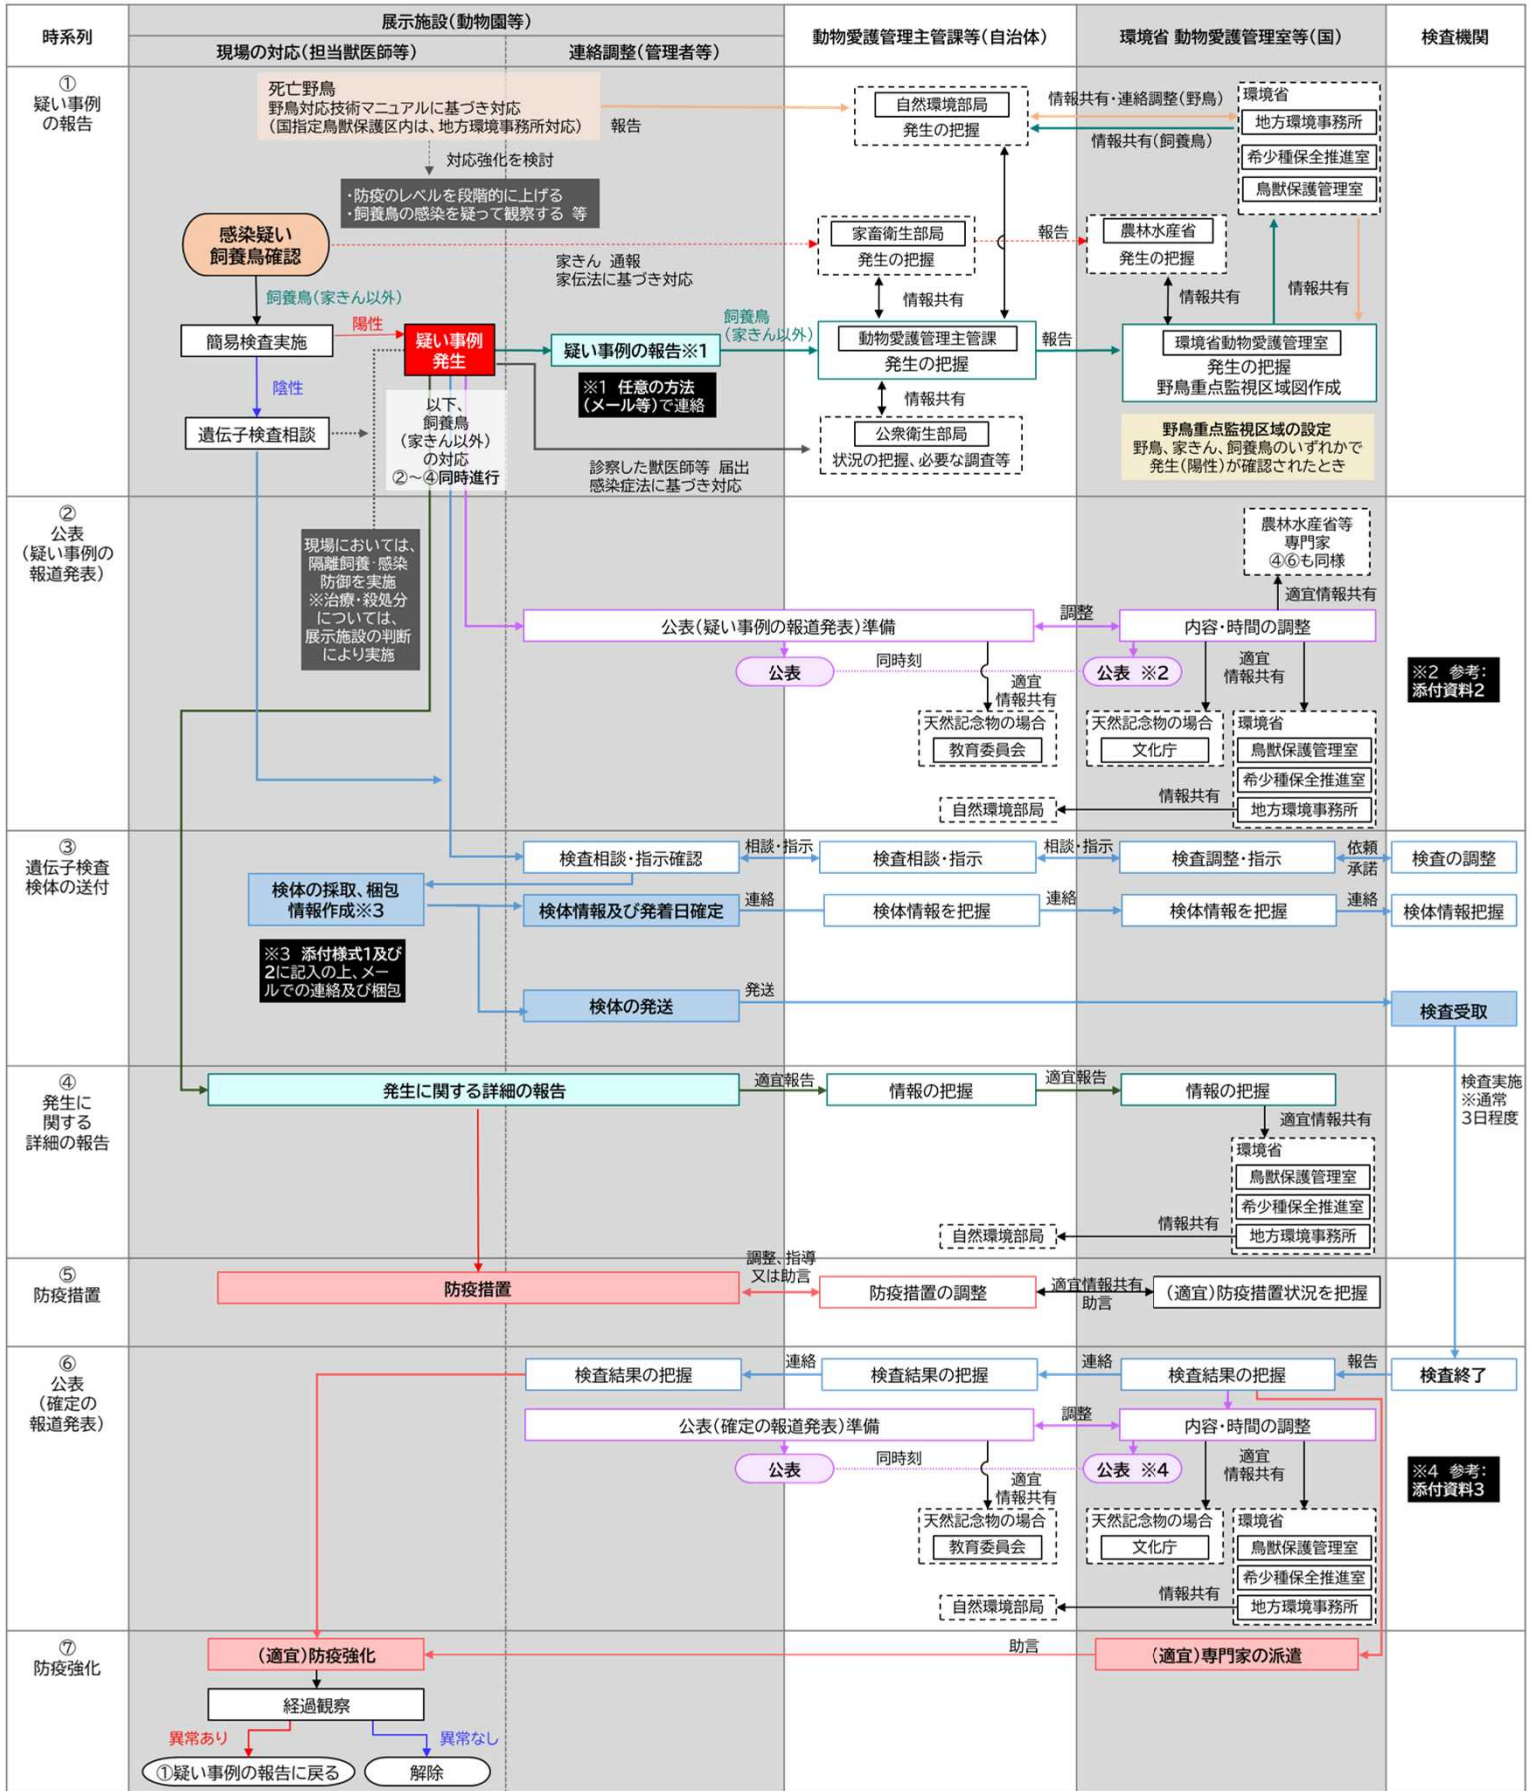 時系列
展示施設(動物園等)
現場の対応(担当獣医師等)
連絡調整(管理者等)
動物愛護管理主管課等(自治体)
環境省 動物愛護管理室等(国)
検査機関
①
疑い事例
の報告
死亡野鳥
野鳥対応技術マニュアルに基づき対応
(国指定鳥獣保護区内は、地方環境事務所対応)
報告
自然環境部局
発生の把握
情報共有・連絡調整(野鳥)
情報共有(飼養鳥)
環境省
地方環境事務所
希少種保全推進室
鳥獣保護管理室
対応強化を検討
・防疫のレベルを段階的に上げる
・飼養鳥の感染を疑って観察する 等
感染疑い
飼養鳥確認
家きん 通報
家伝法に基づき対応
家畜衛生部局
発生の把握
報告
農林水産省
発生の把握
情報共有
情報共有
情報共有
飼養鳥(家きん以外)
簡易検査実施
陽性
疑い事例
発生
疑い事例の報告※1
飼養鳥
(家きん以外)
動物愛護管理主管課
発生の把握
報告
環境省動物愛護管理室
発生の把握
野鳥重点監視区域図作成
※1 任意の方法
(メール等)で連絡
陰性
遺伝子検査相談
以下、
飼養鳥
(家きん以外)
の対応
②~④同時進行
情報共有
公衆衛生部局
状況の把握、必要な調査等
診察した獣医師等 届出
感染症法に基づき対応
野鳥重点監視区域の設定
野鳥、家きん、飼養鳥のいずれかで
発生(陽性)が確認されたとき
②
公表
(疑い事例の
報道発表)
現場においては、
隔離飼養・感染
防御を実施
※治療・殺処分
については、
展示施設の判断
により実施
農林水産省等
専門家
④⑥も同様
適宜情報共有
公表(疑い事例の報道発表)準備
調整
内容・時間の調整
公表
同時刻
公表 ※2
適宜
情報共有
適宜
情報共有
※2 参考:
添付資料2
天然記念物の場合
教育委員会
天然記念物の場合
文化庁
環境省
鳥獣保護管理室
希少種保全推進室
地方環境事務所
情報共有
自然環境部局
③
遺伝子検査
検体の送付
検査相談・指示確認
相談・指示
検査相談・指示
相談・指示
検査調整・指示
依頼
承諾
検査の調整
検体の採取、梱包
情報作成※3
検体情報及び発着日確定
連絡
検体情報を把握
連絡
検体情報を把握
連絡
検体情報把握
※3 添付様式1及び
2に記入の上、メー
ルでの連絡及び梱包
検体の発送
発送
検査受取
④
発生に
関する
詳細の報告
発生に関する詳細の報告
適宜報告
情報の把握
適宜報告
情報の把握
検査実施
※通常
3日程度
適宜情報共有
環境省
鳥獣保護管理室
希少種保全推進室
地方環境事務所
情報共有
自然環境部局
⑤
防疫措置
防疫措置
調整、指導
又は助言
防疫措置の調整
適宜情報共有
助言
(適宜)防疫措置状況を把握
⑥
公表
(確定の
報道発表)
検査結果の把握
連絡
検査結果の把握
連絡
検査結果の把握
報告
検査終了
公表(確定の報道発表)準備
調整
内容・時間の調整
公表
同時刻
公表 ※4
適宜
情報共有
適宜
情報共有
※4 参考:
添付資料3
天然記念物の場合
教育委員会
天然記念物の場合
文化庁
環境省
鳥獣保護管理室
希少種保全推進室
地方環境事務所
情報共有
自然環境部局
⑦
防疫強化
(適宜)防疫強化
助言
(適宜)専門家の派遣
経過観察
異常あり
異常なし
①疑い事例の報告に戻る
解除